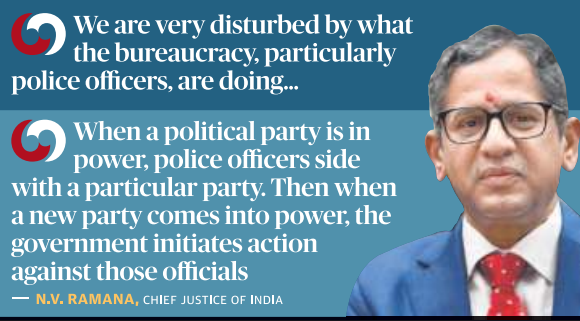 We are very disturbed by what
the bureaucracy, particularly
police officers, are doing...
When a political party is in
power, police officers side
with a particular party. Then when
a new party comes into power, the
government initiates action
against those officials
— N.V. RAMANA, CHIEF JUSTICE OF INDIA